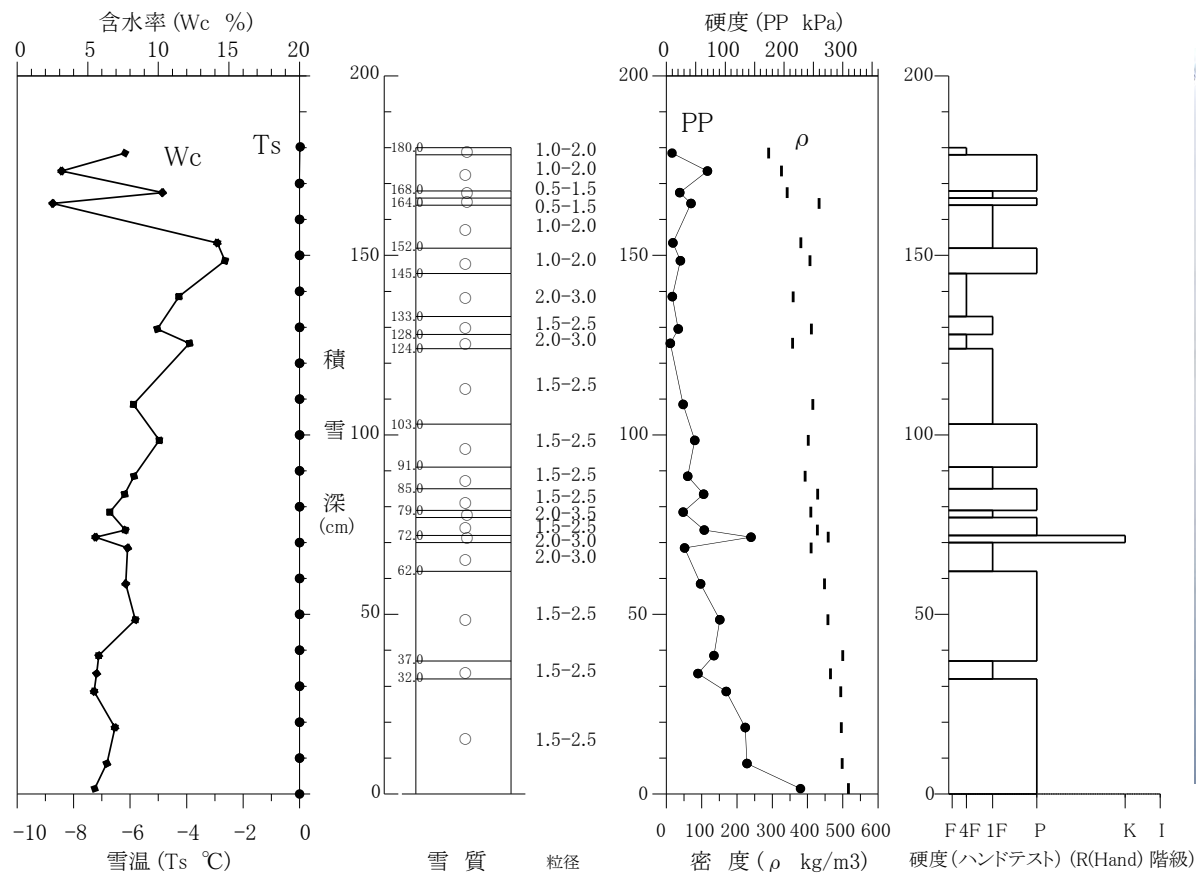 含水率 (Wc %)
0 5 10 15 20
硬度 (PP kPa)
0 100 200 300
200
200
200
Wc
Ts
PP
ρ
180.0
1.0-2.0
1.0-2.0
168.0
0.5-1.5
164.0
0.5-1.5
1.0-2.0
152.0
150
150
150
1.0-2.0
145.0
2.0-3.0
133.0
1.5-2.5
128.0
2.0-3.0
124.0
1.5-2.5
103.0
100
100
100
1.5-2.5
91.0
1.5-2.5
85.0
1.5-2.5
79.0
2.0-3.5
1.5-2.5
72.0
2.0-3.0
2.0-3.0
62.0
50
50
50
1.5-2.5
37.0
1.5-2.5
32.0
1.5-2.5
0
0
0
積
雪
深
(cm)
-10 -8 -6 -4 -2 0
雪温 (Ts ℃)
雪 質
粒径
0 100 200 300 400 500 600
密 度 ( ρ kg/m3)
F 4F 1F P K I
硬度 (ハンドテスト) (R(Hand) 階級)